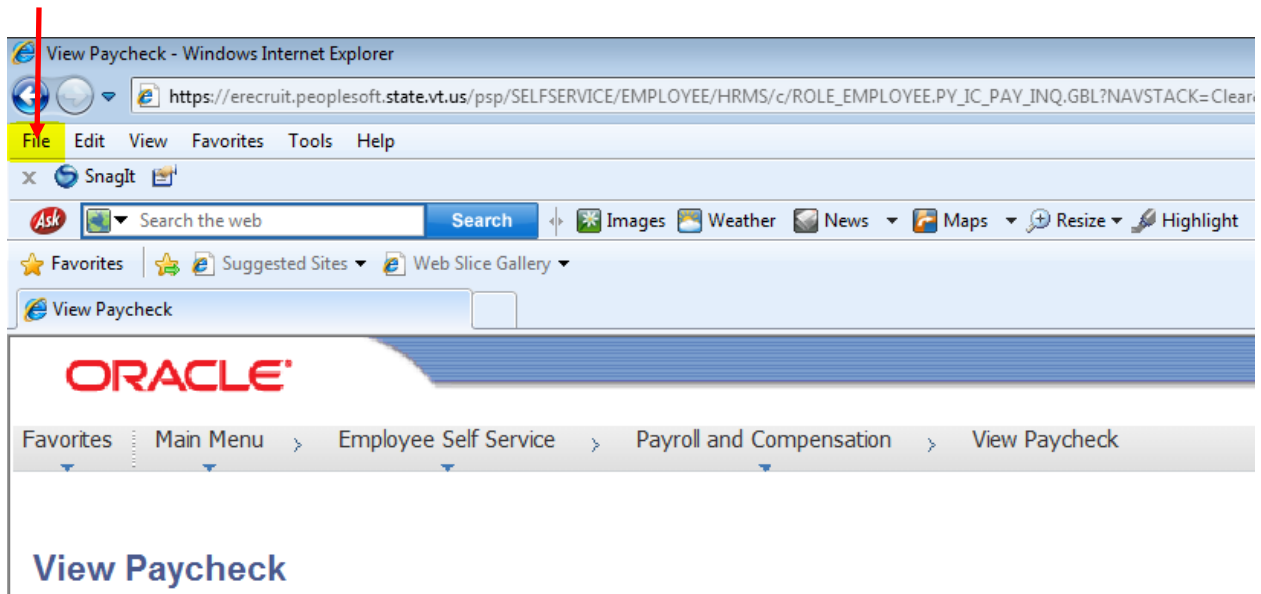 View Paycheck - Windows Internet Explorer
https://erecruit.peoplesoft.state.vt.us/psp/SELFSERVICE/EMPLOYEE/HRMS/c/ROLE_EMPLOYEE.PY_IC_PAY_INQ.GBL?NAVSTACK=Clear
File Edit View Favorites Tools Help
x SnagIt
Ask Search the web Search Images Weather News Maps Resize Highlight
Favorites Suggested Sites Web Slice Gallery
View Paycheck
ORACLE
Favorites Main Menu > Employee Self Service > Payroll and Compensation > View Paycheck
View Paycheck